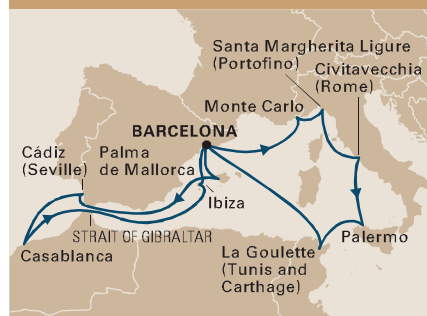 Santa Margherita Ligure
(Portofino)
Civitavecchia
(Rome)
Monte Carlo
BARCELONA
Cádiz
(Seville)
Palma
de Mallorca
Ibiza
STRAIT OF GIBRALTAR
Casablanca
La Goulette
(Tunis and
Carthage)
Palermo